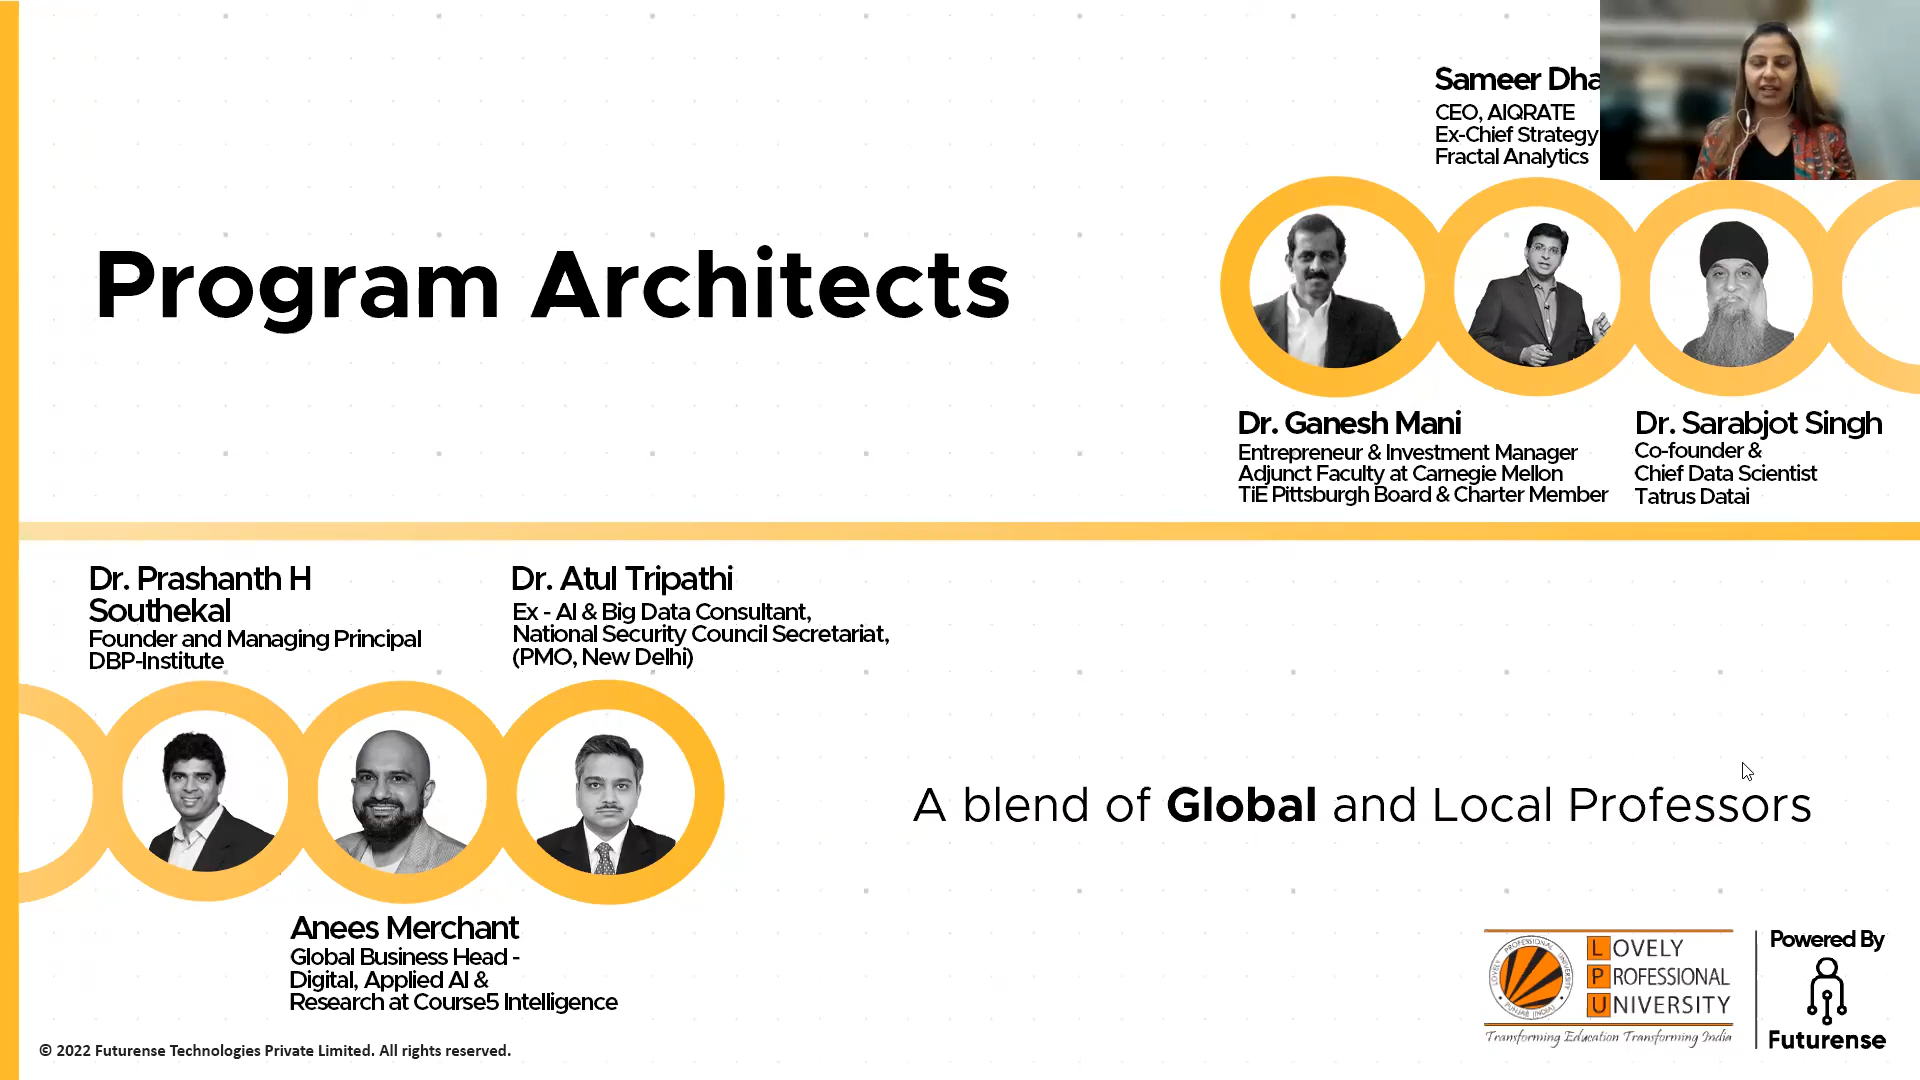 Program Architects
Sameer
CEO, AIQRATE
Ex-Chief Strategy
Fractal Analytics
Dr. Ganesh Mani
Entrepreneur & Investment Manager
Adjunct Faculty at Carnegie Mellon
TiE Pittsburgh Board & Charter Member
Dr. Sarabjot Singh
Co-founder &
Chief Data Scientist
Tatrus Datai
Dr. Prashanth H
Southekal
Founder and Managing Principal
DBP-Institute
Dr. Atul Tripathi
Ex - AI & Big Data Consultant,
National Security Council Secretariat,
(PMO, New Delhi)
Anees Merchant
Global Business Head -
Digital, Applied AI &
Research at Course5 Intelligence
A blend of Global and Local Professors
LOVELY
PROFESSIONAL
UNIVERSITY
Transforming Education Transforming India
Powered By
Futurense
© 2022 Futurense Technologies Private Limited. All rights reserved.